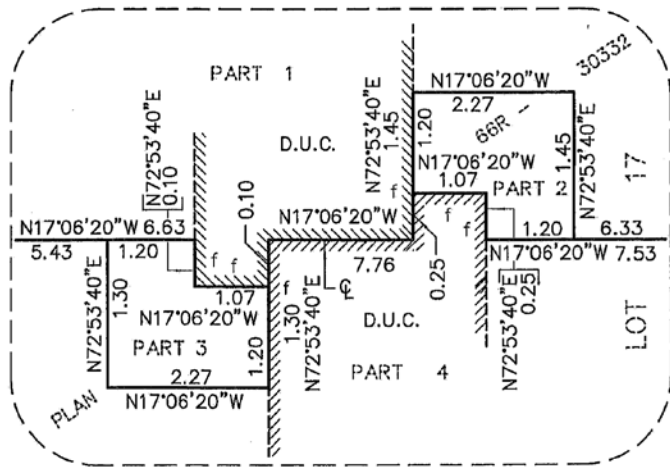 PART 1
D.U.C.
N72°53'40"E
0.10
N72°53'40"E
1.45
1.20
N17°06'20"W
2.27
30332
66R –
N17°06'20"W
1.07
PART 2
1.45
N72°53'40"E
17
f
0.10
N17°06'20"W
N17°06'20"W 6.63
5.43
1.20
f
f
f
f
f
7.76
0.25
1.20
6.33
N17°06'20"W 7.53
N72°53'40"E
0.25
LOT
N72°53'40"E
1.30
1.07
N17°06'20"W
PART 3
1.20
1.30
N72°53'40"E
℄
D.U.C.
PART 4
2.27
N17°06'20"W
PLAN